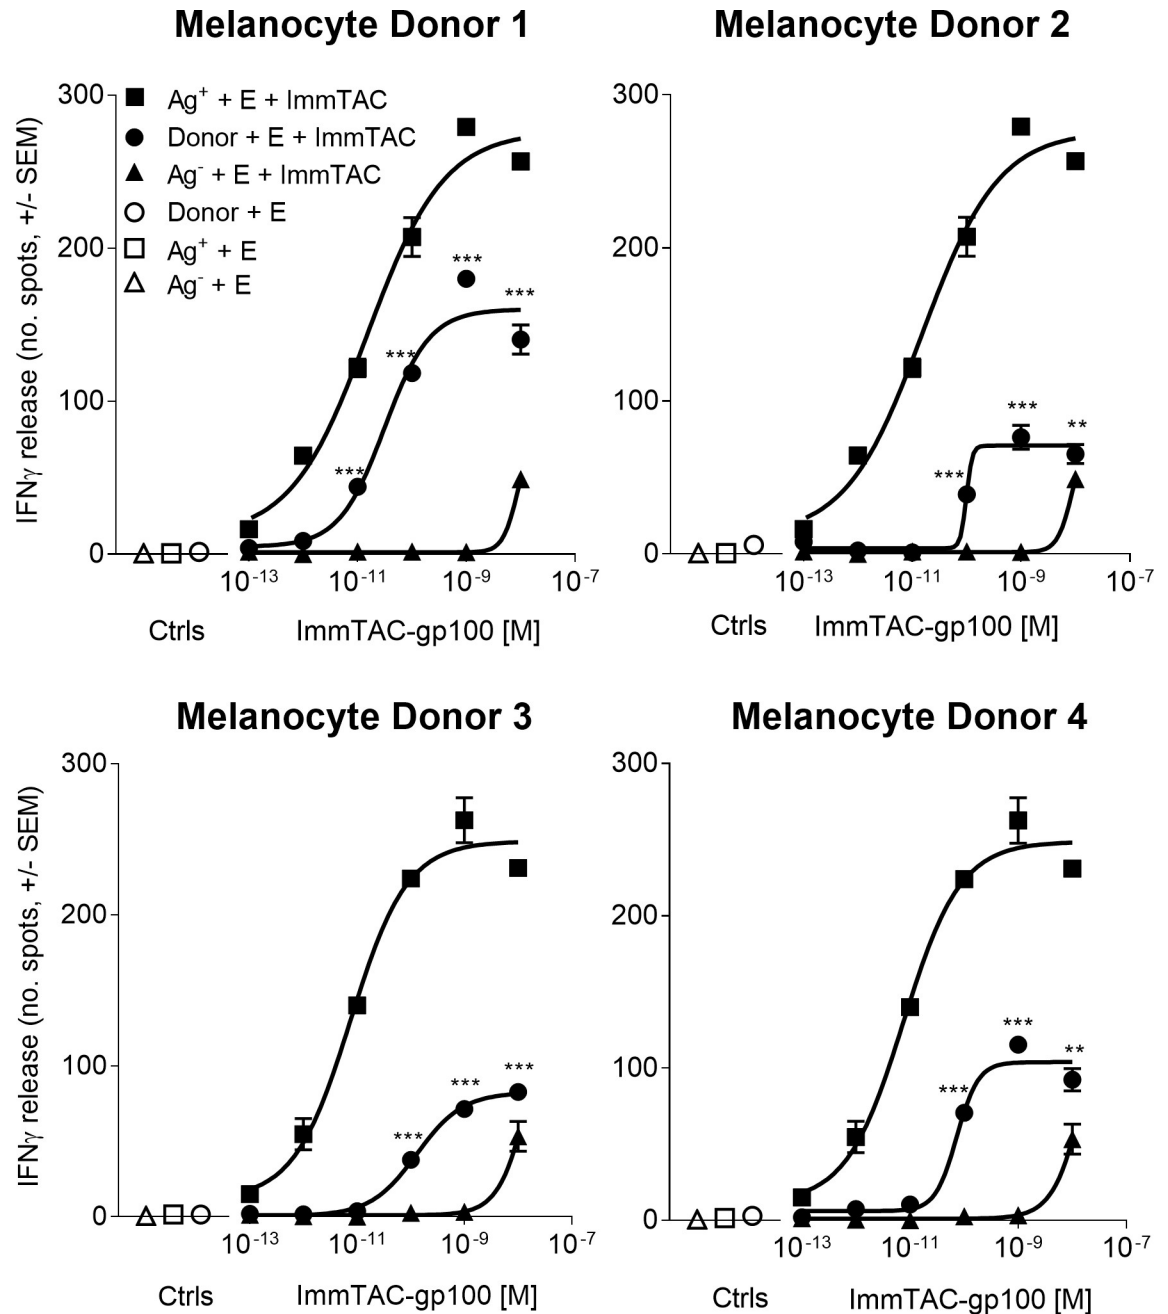 Melanocyte Donor 1
300
200
100
0
IFNγ release (no. spots, +/- SEM)
Ag⁺ + E + ImmTAC
Donor + E + ImmTAC
Ag⁻ + E + ImmTAC
Donor + E
Ag⁺ + E
Ag⁻ + E
***
***
***
***
10⁻¹³
10⁻¹¹
10⁻⁹
10⁻⁷
Ctrls
ImmTAC-gp100 [M]
Melanocyte Donor 2
300
200
100
0
***
***
**
10⁻¹³
10⁻¹¹
10⁻⁹
10⁻⁷
Ctrls
ImmTAC-gp100 [M]
Melanocyte Donor 3
300
200
100
0
IFNγ release (no. spots, +/- SEM)
***
***
***
10⁻¹³
10⁻¹¹
10⁻⁹
10⁻⁷
Ctrls
ImmTAC-gp100 [M]
Melanocyte Donor 4
300
200
100
0
***
***
**
10⁻¹³
10⁻¹¹
10⁻⁹
10⁻⁷
Ctrls
ImmTAC-gp100 [M]